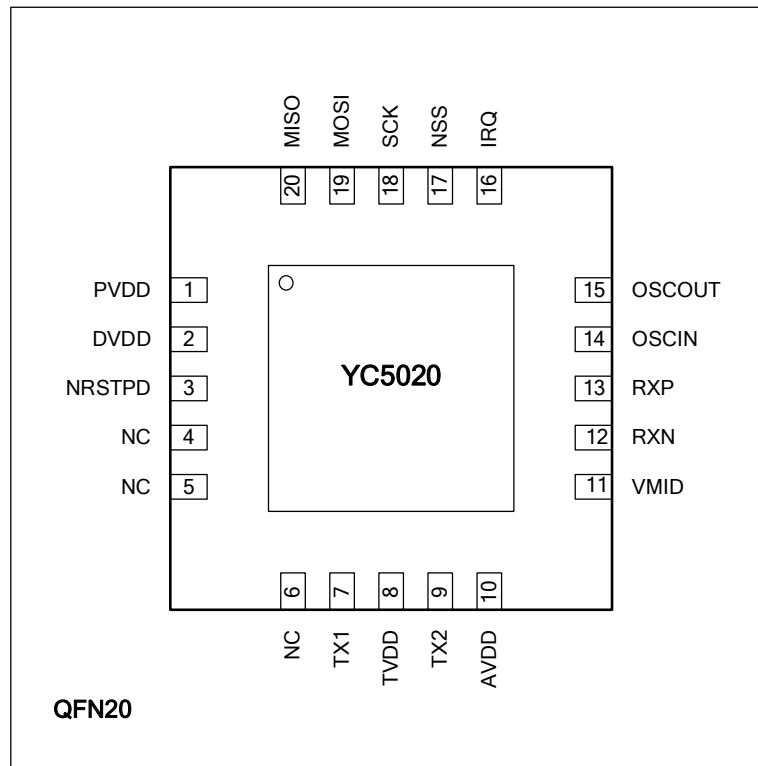 MISO
MOSI
SCK
NSS
IRQ
20
19
18
17
16
PVDD 1
DVDD 2
NRSTPD 3
NC 4
NC 5
YC5020
15 OSCOUT
14 OSCIN
13 RXP
12 RXN
11 VMID
6
7
8
9
10
NC
TX1
TVDD
TX2
AVDD
QFN20